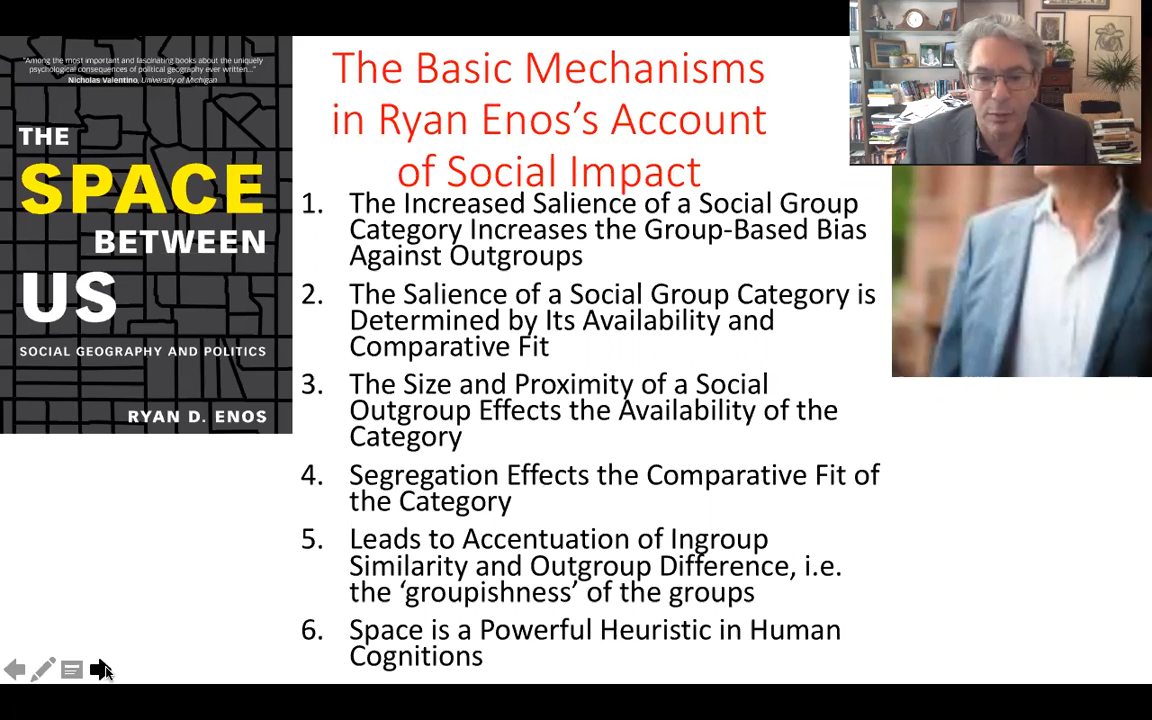 "Among the most important and fascinating books about the uniquely
psychological consequences of political geography ever written..."
Nicholas Valentino, University of Michigan
THE
SPACE
BETWEEN
US
SOCIAL GEOGRAPHY AND POLITICS
RYAN D. ENOS
The Basic Mechanisms
in Ryan Enos’s Account
of Social Impact
1. The Increased Salience of a Social Group
Category Increases the Group-Based Bias
Against Outgroups
2. The Salience of a Social Group Category is
Determined by Its Availability and
Comparative Fit
3. The Size and Proximity of a Social
Outgroup Effects the Availability of the
Category
4. Segregation Effects the Comparative Fit of
the Category
5. Leads to Accentuation of Ingroup
Similarity and Outgroup Difference, i.e.
the ‘groupishness’ of the groups
6. Space is a Powerful Heuristic in Human
Cognitions